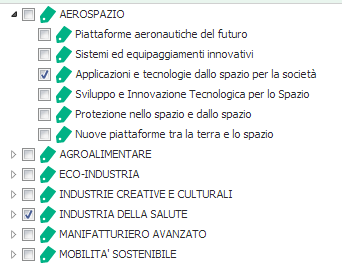 AEROSPAZIO
Piattaforme aeronautiche del futuro
Sistemi ed equipaggiamenti innovativi
Applicazioni e tecnologie dallo spazio per la società
Sviluppo e Innovazione Tecnologica per lo Spazio
Protezione nello spazio e dallo spazio
Nuove piattaforme tra la terra e lo spazio
AGROALIMENTARE
ECO-INDUSTRIA
INDUSTRIE CREATIVE E CULTURALI
INDUSTRIA DELLA SALUTE
MANIFATTURIERO AVANZATO
MOBILITA' SOSTENIBILE